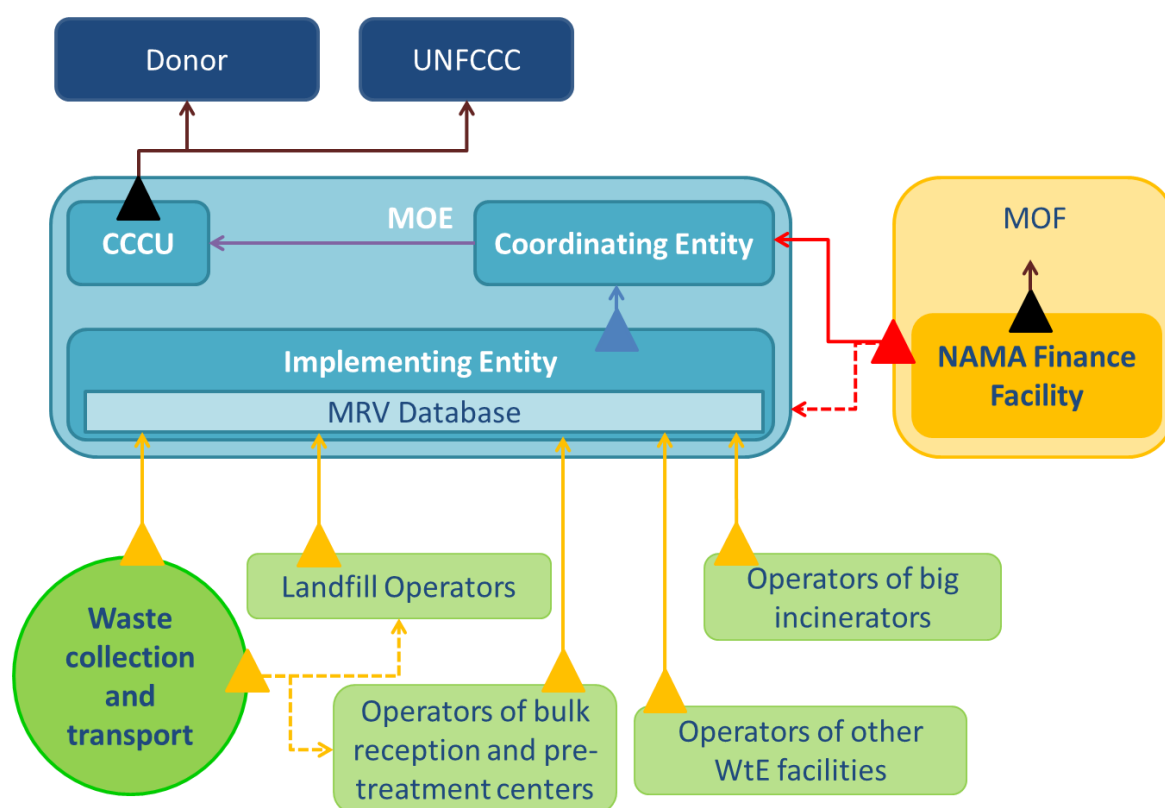 Donor
UNFCCC
CCCU
MOE
Coordinating Entity
MOF
Implementing Entity
MRV Database
NAMA Finance
Facility
Waste
collection
and
transport
Landfill Operators
Operators of big
incinerators
Operators of bulk
reception and pre-
treatment centers
Operators of other
WtE facilities